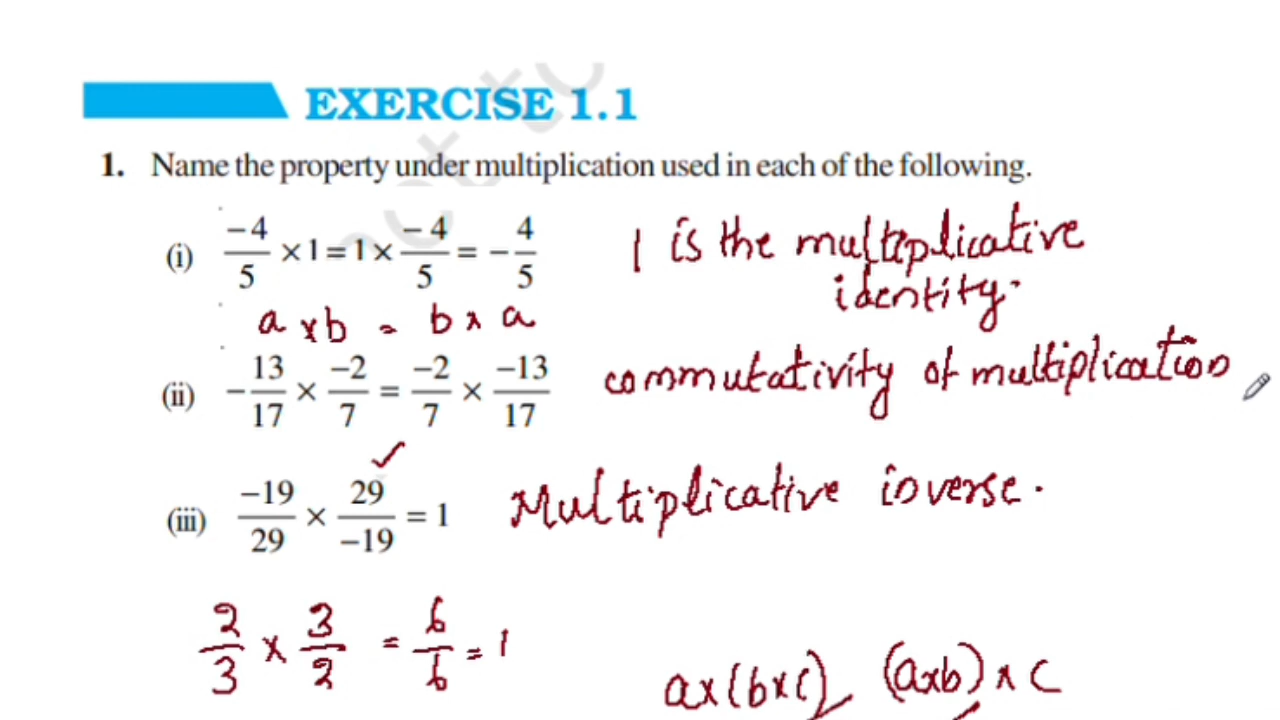 not to
EXERCISE 1.1
1. Name the property under multiplication used in each of the following.
(i) −4/5 × 1 = 1 × −4/5 = −4/5 1 is the multiplicative
identity.
a × b = b × a
(ii) −13/17 × −2/7 = −2/7 × −13/17 commutativity of multiplication
(iii) −19/29 × 29/−19 = 1 Multiplicative inverse.
2/3 × 3/2 = 6/6 = 1
a×(b×c) (a×b)×c